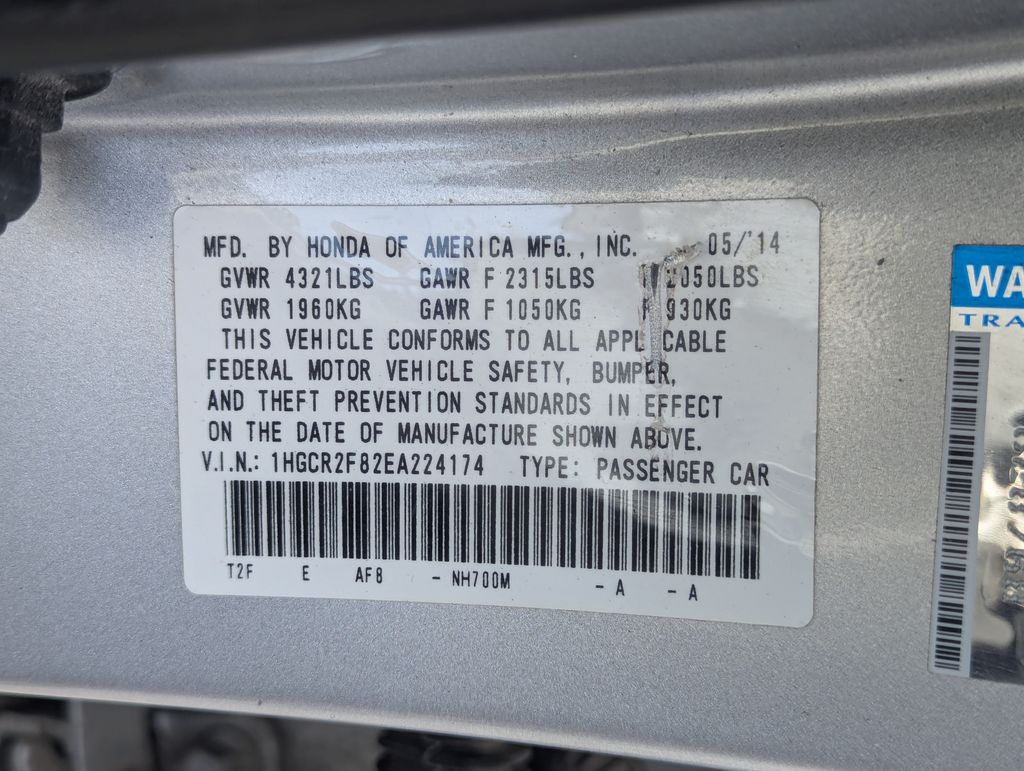 MFD. BY HONDA OF AMERICA MFG., INC. 05/'14
GVWR 4321LBS GAWR F 2315LBS 2050LBS
GVWR 1960KG GAWR F 1050KG R 930KG
THIS VEHICLE CONFORMS TO ALL APPLICABLE
FEDERAL MOTOR VEHICLE SAFETY, BUMPER,
AND THEFT PREVENTION STANDARDS IN EFFECT
ON THE DATE OF MANUFACTURE SHOWN ABOVE.
V.I.N.: 1HGCR2F82EA224174 TYPE: PASSENGER CAR
T2F E AF8 - NH700M - A - A
WA
TRA